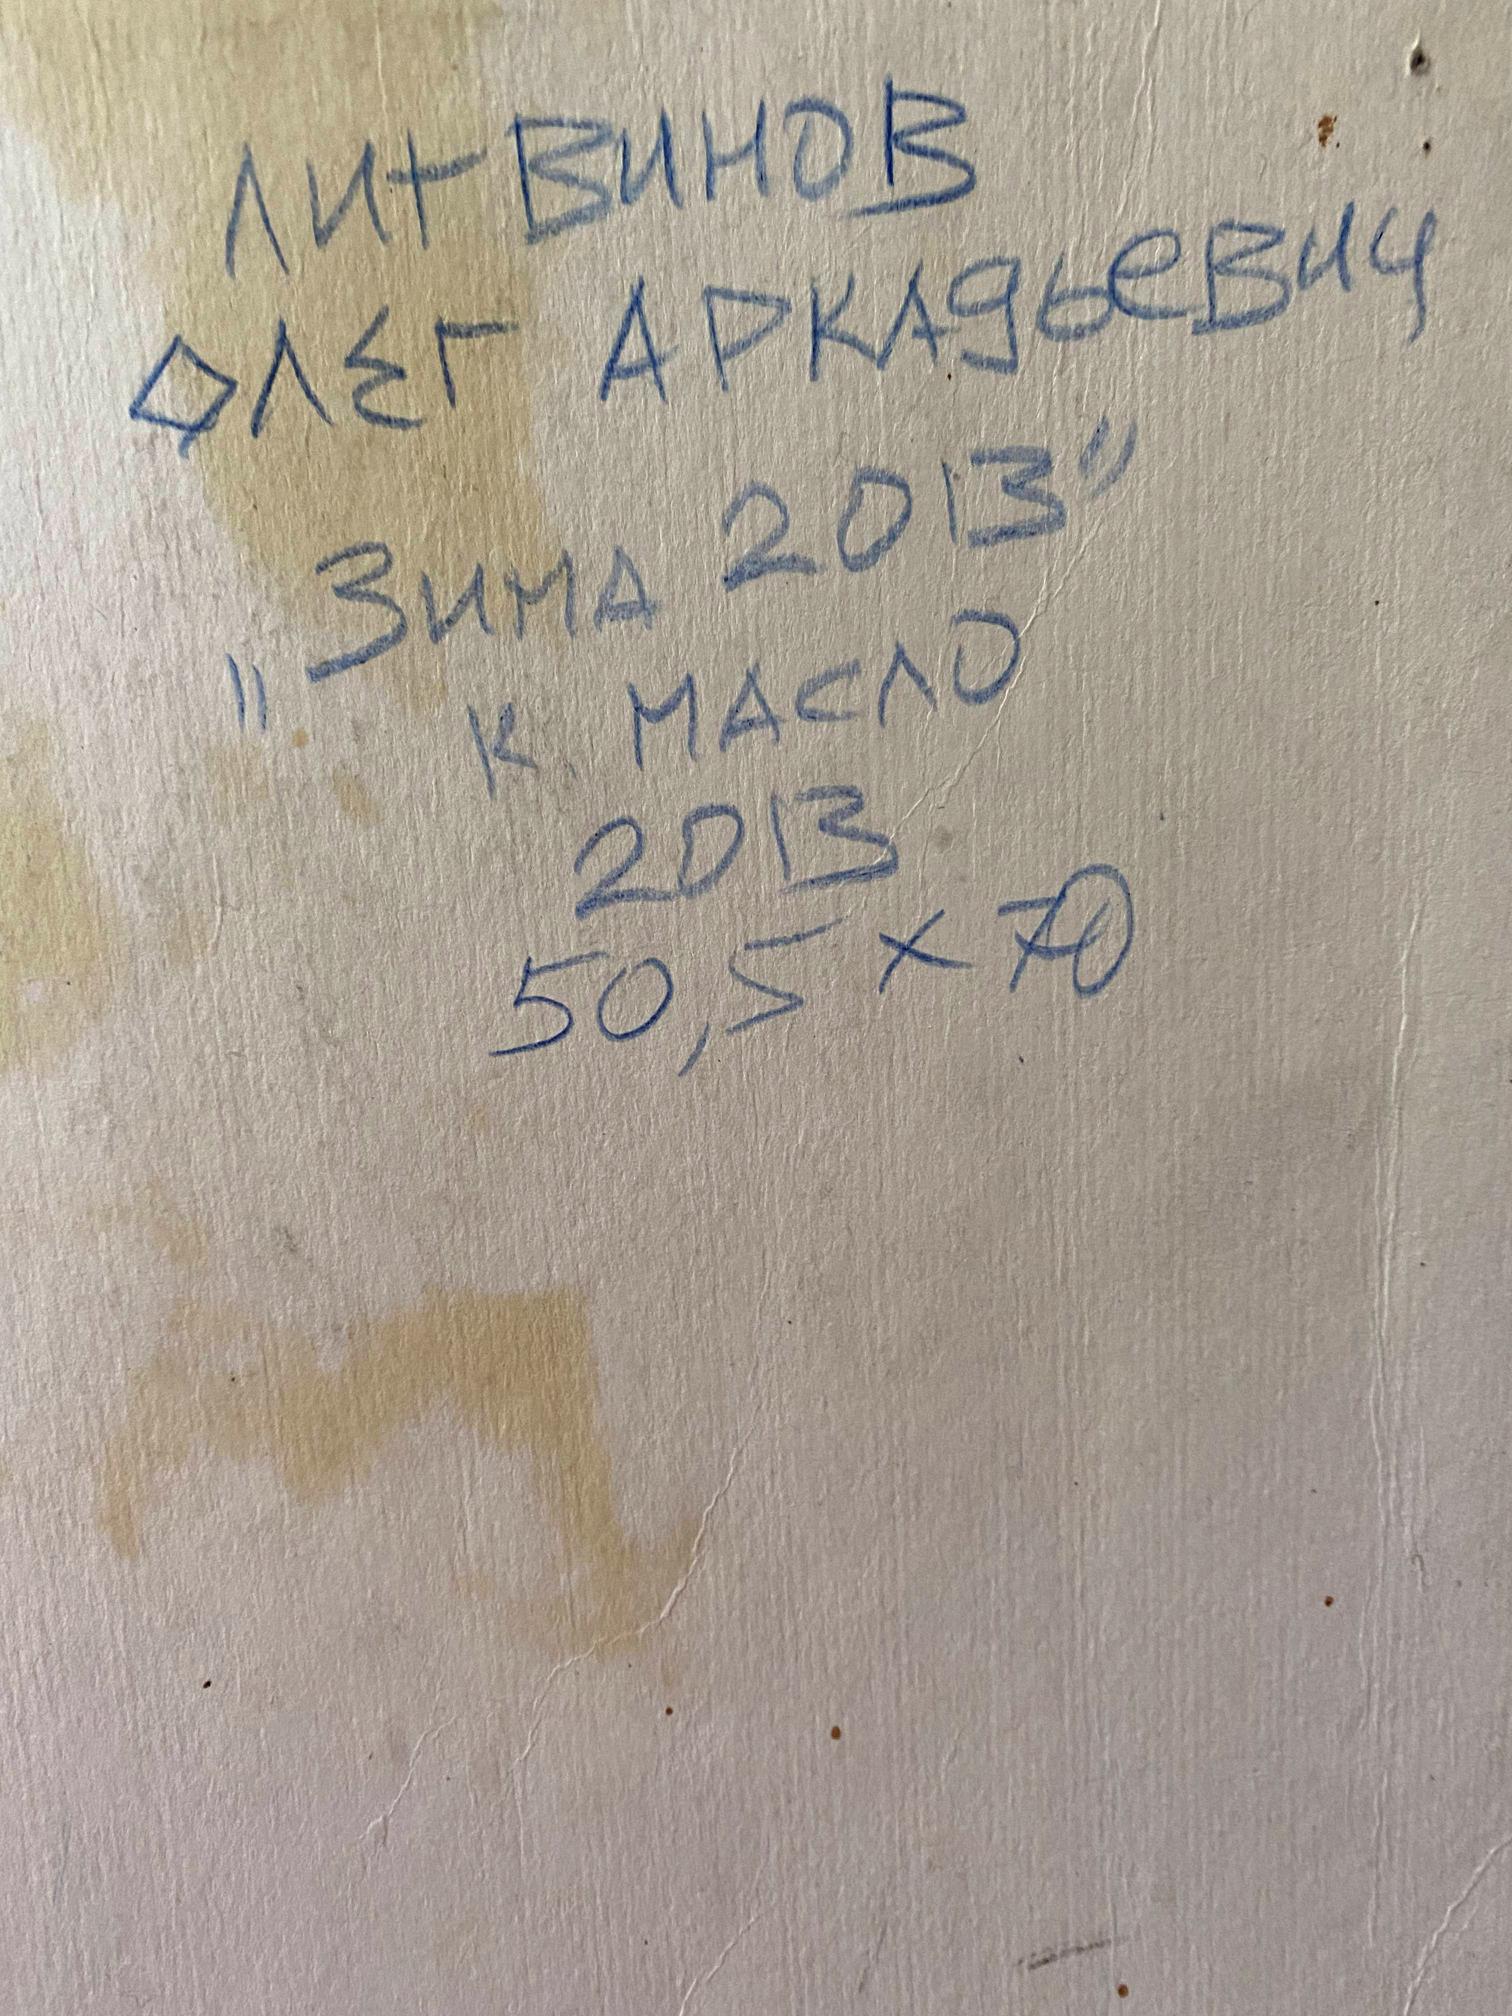 ЛИТВИНОВ
ОЛЕГ АРКАДЬЕВИЧ
„ЗИМА 2013"
К. МАСЛО
2013
50,5 x 70